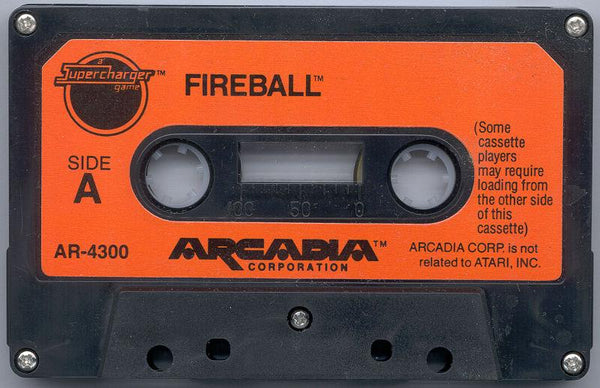 a
Supercharger™
game
FIREBALL™
SIDE
A
(Some
cassette
players
may require
loading from
the other side
of this
cassette)
100 50 0
AR-4300
ARCADIA™
CORPORATION
ARCADIA CORP. is not
related to ATARI, INC.